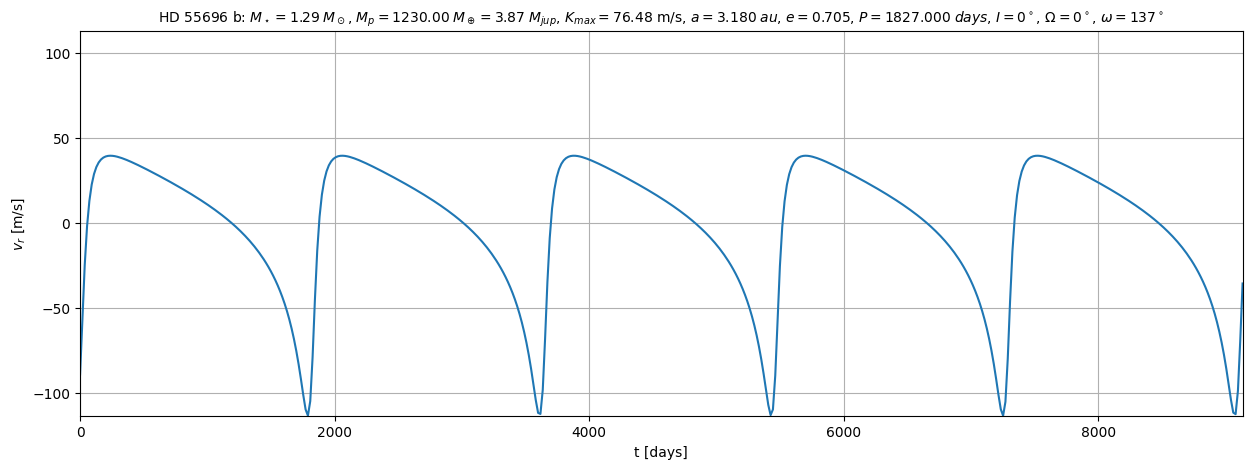 HD 55696 b: M⋆ = 1.29 M⊙, Mp = 1230.00 M⊕ = 3.87 Mjup, Kmax = 76.48 m/s, a = 3.180 au, e = 0.705, P = 1827.000 days, I = 0°, Ω = 0°, ω = 137°
100
50
0
−50
−100
vr [m/s]
0 2000 4000 6000 8000
t [days]